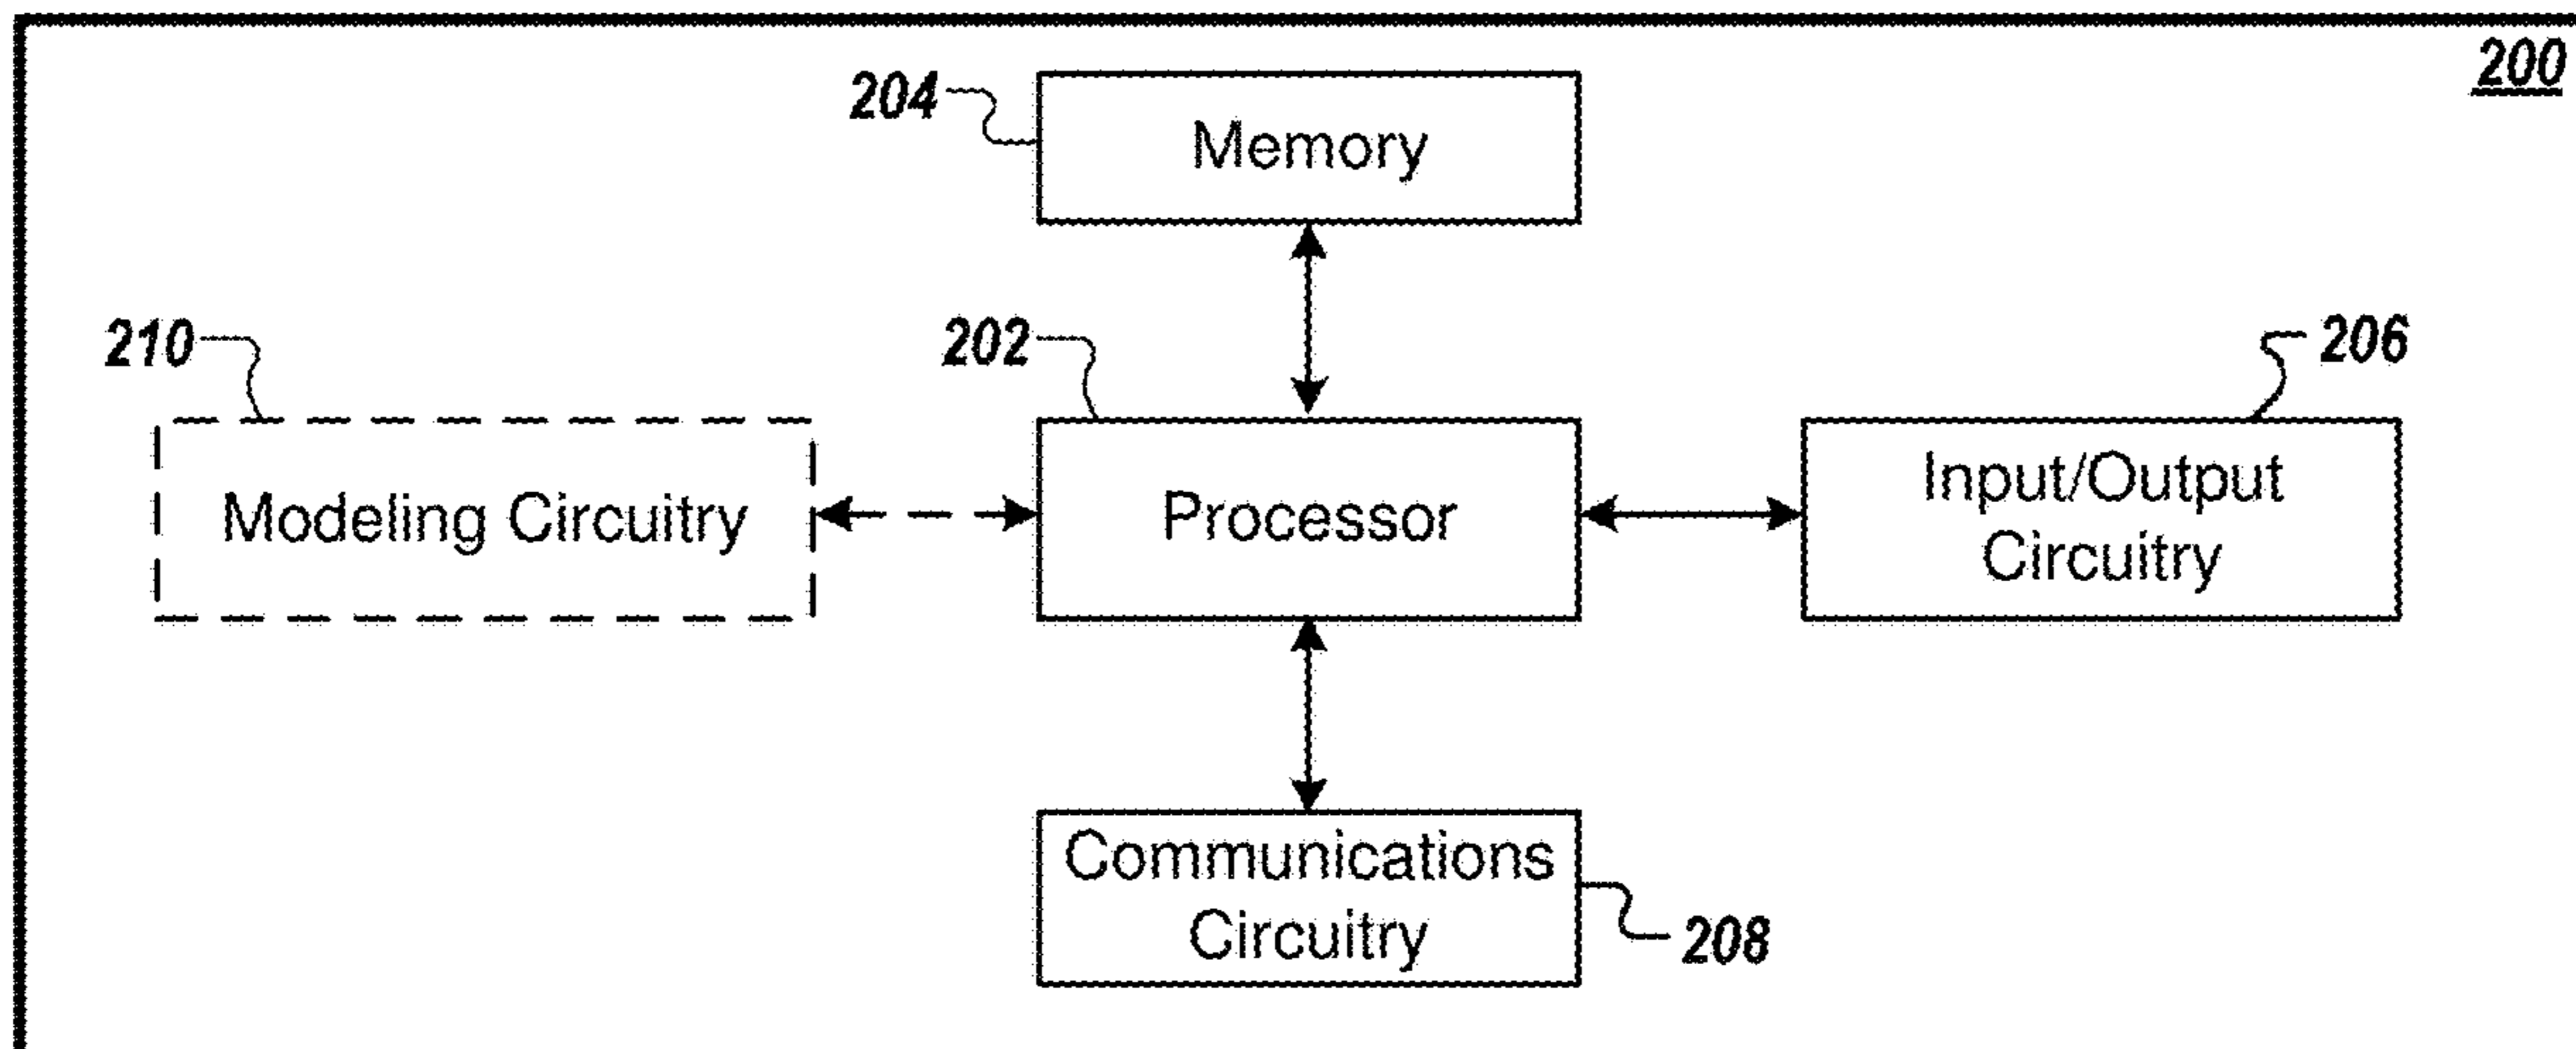 200
204
Memory
210
202
206
Modeling Circuitry
Processor
Input/Output
Circuitry
Communications
Circuitry
208